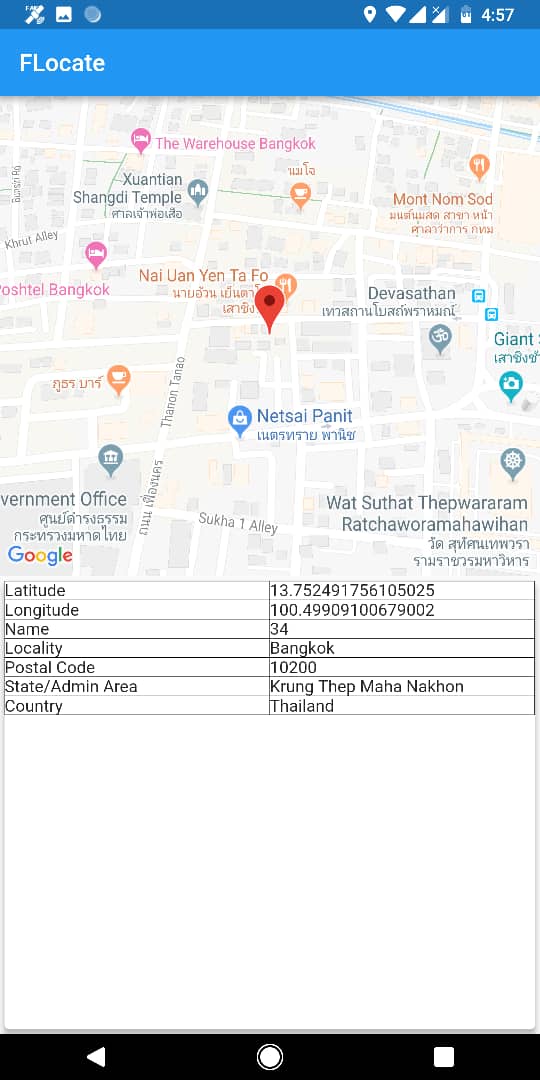 4:57
FLocate
The Warehouse Bangkok
นมโจ
Xuantian
Shangdi Temple
ศาลเจ้าพ่อเสือ
Mont Nom Sod
มนต์นมสด สาขา หน้า
ศาลาว่าการ กทม
Khrut Alley
oshtel Bangkok
Nai Uan Yen Ta Fo
นายอ้วน เย็นตาโ
เสาชิง
Devasathan
เทวสถานโบสถ์พราหมณ์
Giant
เสาชิงช้
ภูธร บาร์
Thanon Tanao
Netsai Panit
เนตรทราย พานิช
vernment Office
ศูนย์ดำรงธรรม
กระทรวงมหาดไทย
ถนน เฟื่องนคร
Sukha 1 Alley
Wat Suthat Thepwararam
Ratchaworamahawihan
วัด สุทัศนเทพวรา
รามราชวรมหาวิหาร
Google
Latitude 13.752491756105025
Longitude 100.49909100679002
Name 34
Locality Bangkok
Postal Code 10200
State/Admin Area Krung Thep Maha Nakhon
Country Thailand